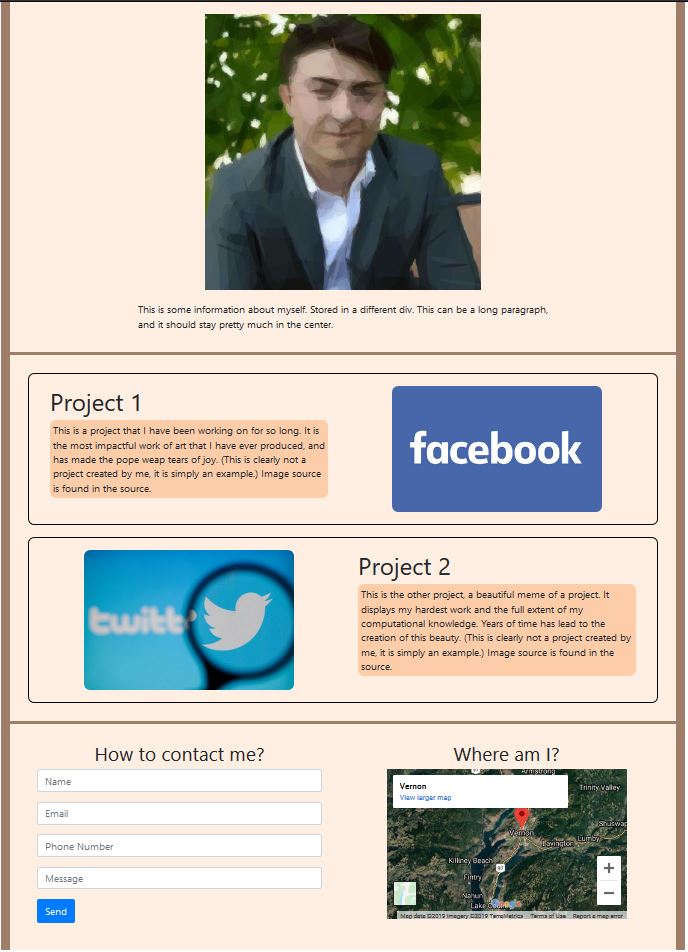 This is some information about myself. Stored in a different div. This can be a long paragraph,
and it should stay pretty much in the center.
Project 1
This is a project that I have been working on for so long. It is
the most impactful work of art that I have ever produced, and
has made the pope weap tears of joy. (This is clearly not a
project created by me, it is simply an example.) Image source
is found in the source.
facebook
twitt
Project 2
This is the other project, a beautiful meme of a project. It
displays my hardest work and the full extent of my
computational knowledge. Years of time has lead to the
creation of this beauty. (This is clearly not a project created by
me, it is simply an example.) Image source is found in the
source.
How to contact me?
Name
Email
Phone Number
Message
Send
Where am I?
Armstrong
97
Vernon
View larger map
Trinity Valley
Shuswap
Vernon
Lumby
Lavington
Killiney Beach
97
Fintry
Nahun
Lake
Google
+
−
Map data ©2019 Imagery ©2019 TerraMetrics Terms of Use Report a map error